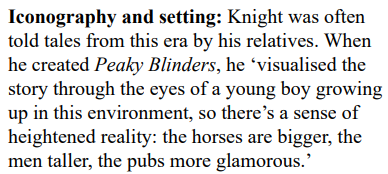 Iconography and setting: Knight was often
told tales from this era by his relatives. When
he created Peaky Blinders, he ‘visualised the
story through the eyes of a young boy growing
up in this environment, so there’s a sense of
heightened reality: the horses are bigger, the
men taller, the pubs more glamorous.’